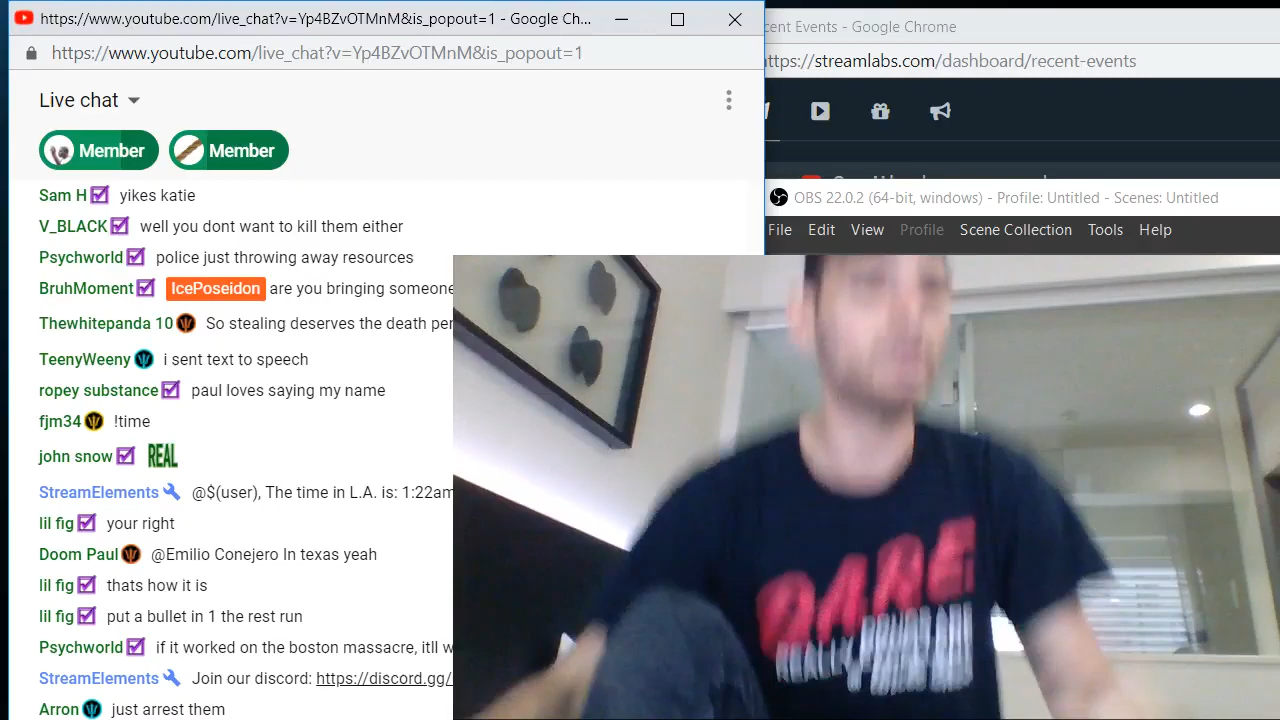 https://www.youtube.com/live_chat?v=Yp4BZvOTMnM&is_popout=1 - Google Ch...
https://www.youtube.com/live_chat?v=Yp4BZvOTMnM&is_popout=1
Live chat
Member Member
Sam H yikes katie
V_BLACK well you dont want to kill them either
Psychworld police just throwing away resources
BruhMoment IcePoseidon are you bringing someone
Thewhitepanda 10 So stealing deserves the death per
TeenyWeeny i sent text to speech
ropey substance paul loves saying my name
fjm34 !time
john snow REAL
StreamElements @$(user), The time in L.A. is: 1:22am
lil fig your right
Doom Paul @Emilio Conejero In texas yeah
lil fig thats how it is
lil fig put a bullet in 1 the rest run
Psychworld if it worked on the boston massacre, itll w
StreamElements Join our discord: https://discord.gg/
Arron just arrest them
cent Events - Google Chrome
https://streamlabs.com/dashboard/recent-events
OBS 22.0.2 (64-bit, windows) - Profile: Untitled - Scenes: Untitled
File Edit View Profile Scene Collection Tools Help
DARE